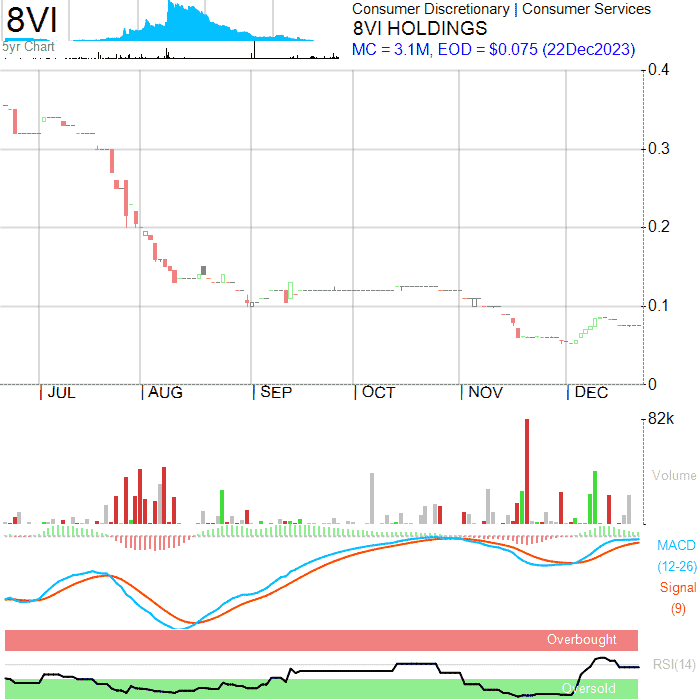 8VI
5yr Chart
Consumer Discretionary | Consumer Services
8VI HOLDINGS
MC = 3.1M, EOD = $0.075 (22Dec2023)
0.4
0.3
0.2
0.1
0
JUL AUG SEP OCT NOV DEC
82k
Volume
MACD
(12-26)
Signal
(9)
Overbought
RSI(14)
Oversold